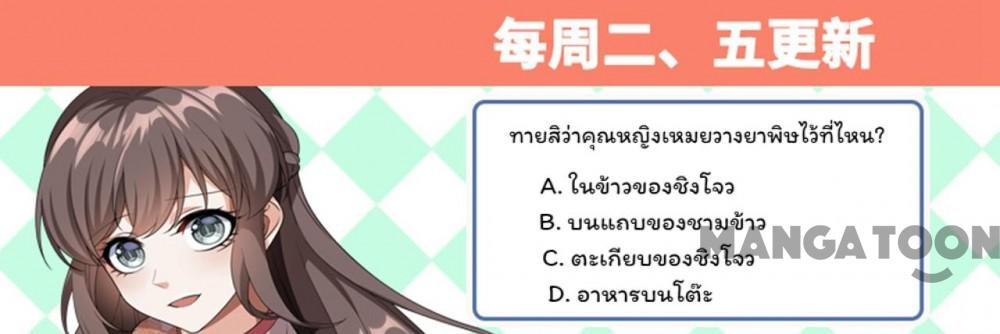 每周二、五更新
ทายสิว่าคุณหญิงเหมยวางยาพิษไว้ที่ไหน?
A. ในข้าวของชิงโจว
B. บนแถบของชามข้าว
C. ตะเกียบของชิงโจว
D. อาหารบนโต๊ะ
MANGATOON